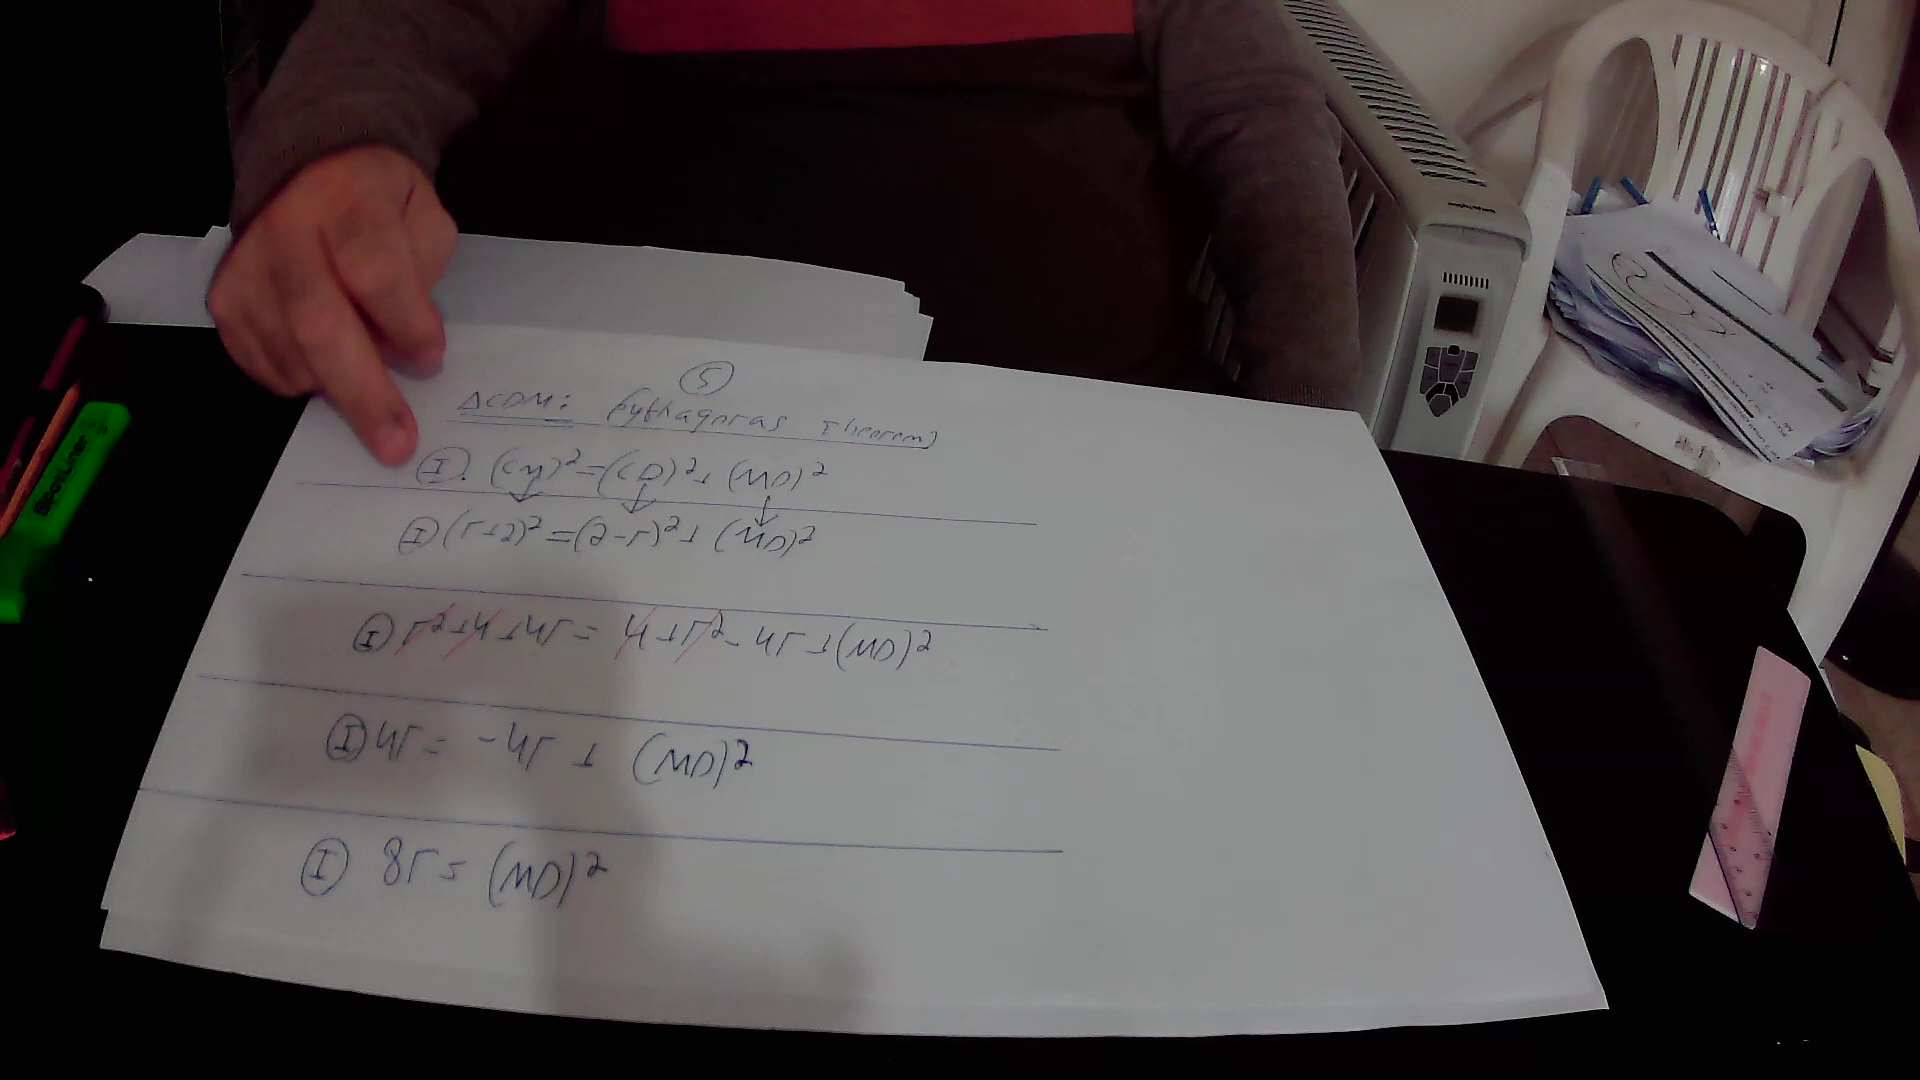 5
ΔCDM: Pythagoras Theorem
I. (CM)²=(CD)²+(MD)²
I (r+2)²=(2-r)²+(MD)²
I r²+4+4r=4+r²-4r+(MD)²
I 4r=-4r+(MD)²
I 8r=(MD)²
SpotLiner